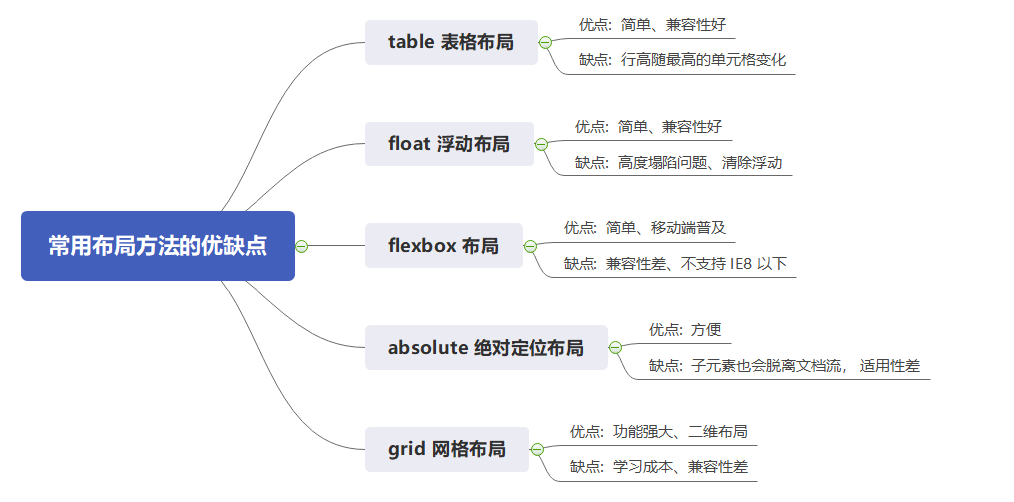 常用布局方法的优缺点
table 表格布局
优点: 简单、兼容性好
缺点: 行高随最高的单元格变化
float 浮动布局
优点: 简单、兼容性好
缺点: 高度塌陷问题、清除浮动
flexbox 布局
优点: 简单、移动端普及
缺点: 兼容性差、不支持 IE8 以下
absolute 绝对定位布局
优点: 方便
缺点: 子元素也会脱离文档流， 适用性差
grid 网格布局
优点: 功能强大、二维布局
缺点: 学习成本、兼容性差